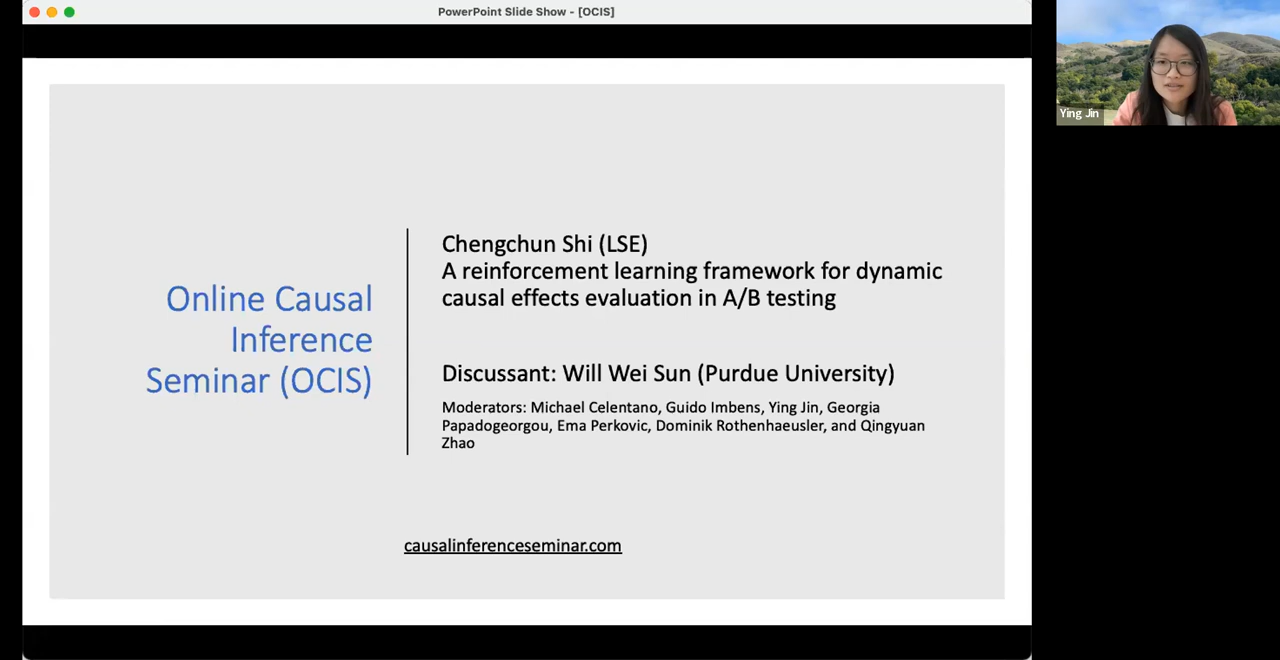 PowerPoint Slide Show - [OCIS]
Ying Jin
Online Causal
Inference
Seminar (OCIS)
Chengchun Shi (LSE)
A reinforcement learning framework for dynamic
causal effects evaluation in A/B testing
Discussant: Will Wei Sun (Purdue University)
Moderators: Michael Celentano, Guido Imbens, Ying Jin, Georgia
Papadogeorgou, Ema Perkovic, Dominik Rothenhaeusler, and Qingyuan
Zhao
causalinferenceseminar.com